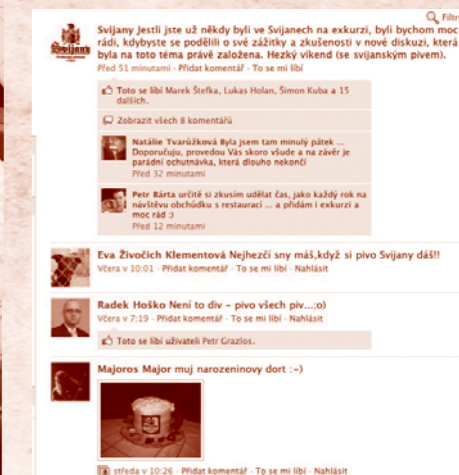 Filtry
Svijany
Svijany Jestli jste už někdy byli ve Svijanech na exkurzi, byli bychom moc
rádi, kdybyste se podělili o své zážitky a zkušenosti v nové diskuzi, která
byla na toto téma právě založena. Hezký víkend (se svijanským pivem).
Před 51 minutami · Přidat komentář · To se mi líbí
Toto se líbí Marek Štefka, Lukas Holan, Šimon Kuba a 15
dalších.
Zobrazit všech 8 komentářů
Natálie Tvarůžková Byla jsem tam minulý pátek ...
Doporučuju, provedou Vás skoro všude a na závěr je
parádní ochutnávka, která dlouho nekončí
Před 32 minutami
Petr Bárta určitě si zkusím udělat čas, jako každý rok na
návštěvu obchůdku s restaurací ... a přidám i exkurzi a
moc rád :)
Před 12 minutami
Eva Živočich Klementová Nejhezčí sny máš,když si pivo Svijany dáš!!
Včera v 10:01 · Přidat komentář · To se mi líbí · Nahlásit
Radek Hoško Není to div - pivo všech piv...;o)
Včera v 7:19 · Přidat komentář · To se mi líbí · Nahlásit
Toto se líbí uživateli Petr Grazlos.
Majoros Major muj narozeninovy dort :-)
středa v 10:26 · Přidat komentář · To se mi líbí · Nahlásit